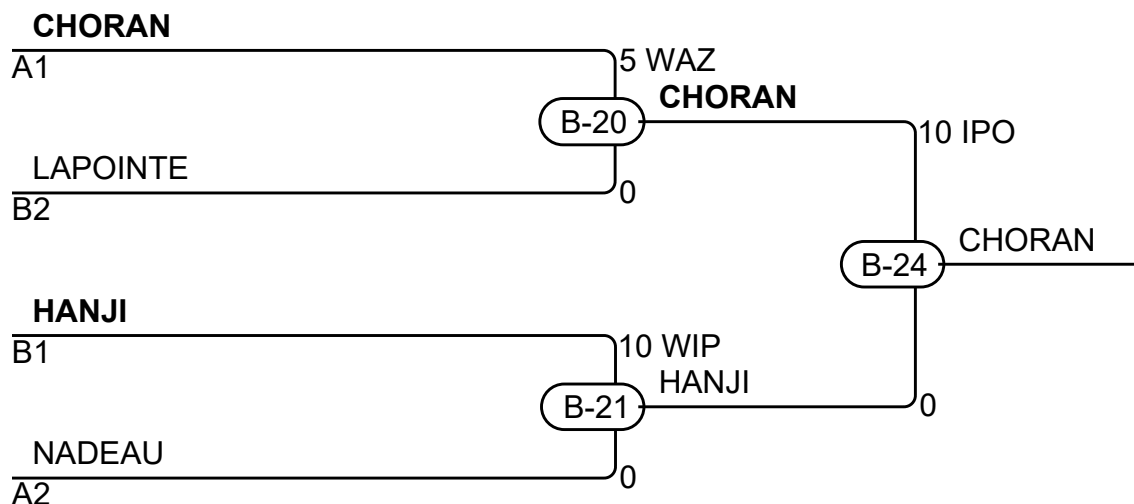 CHORAN
A1
5 WAZ
CHORAN
B-20
10 IPO
LAPOINTE
B2
0
CHORAN
B-24
HANJI
B1
10 WIP
HANJI
B-21
0
NADEAU
A2
0